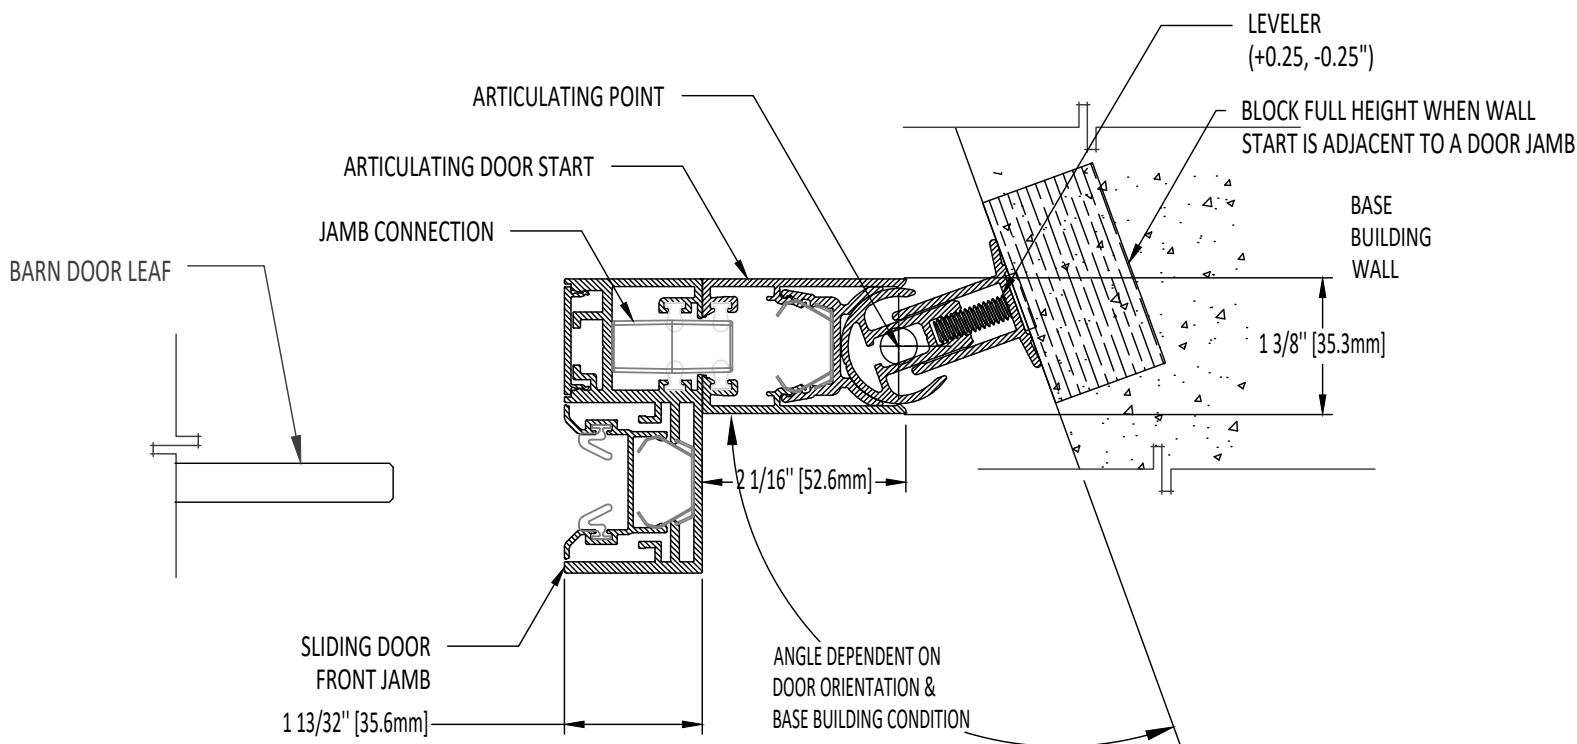 LEVELER
(+0.25, -0.25")
ARTICULATING POINT
BLOCK FULL HEIGHT WHEN WALL
START IS ADJACENT TO A DOOR JAMB
ARTICULATING DOOR START
JAMB CONNECTION
BASE
BUILDING
WALL
BARN DOOR LEAF
1 3/8" [35.3mm]
2 1/16" [52.6mm]
SLIDING DOOR
FRONT JAMB
1 13/32" [35.6mm]
ANGLE DEPENDENT ON
DOOR ORIENTATION &
BASE BUILDING CONDITION